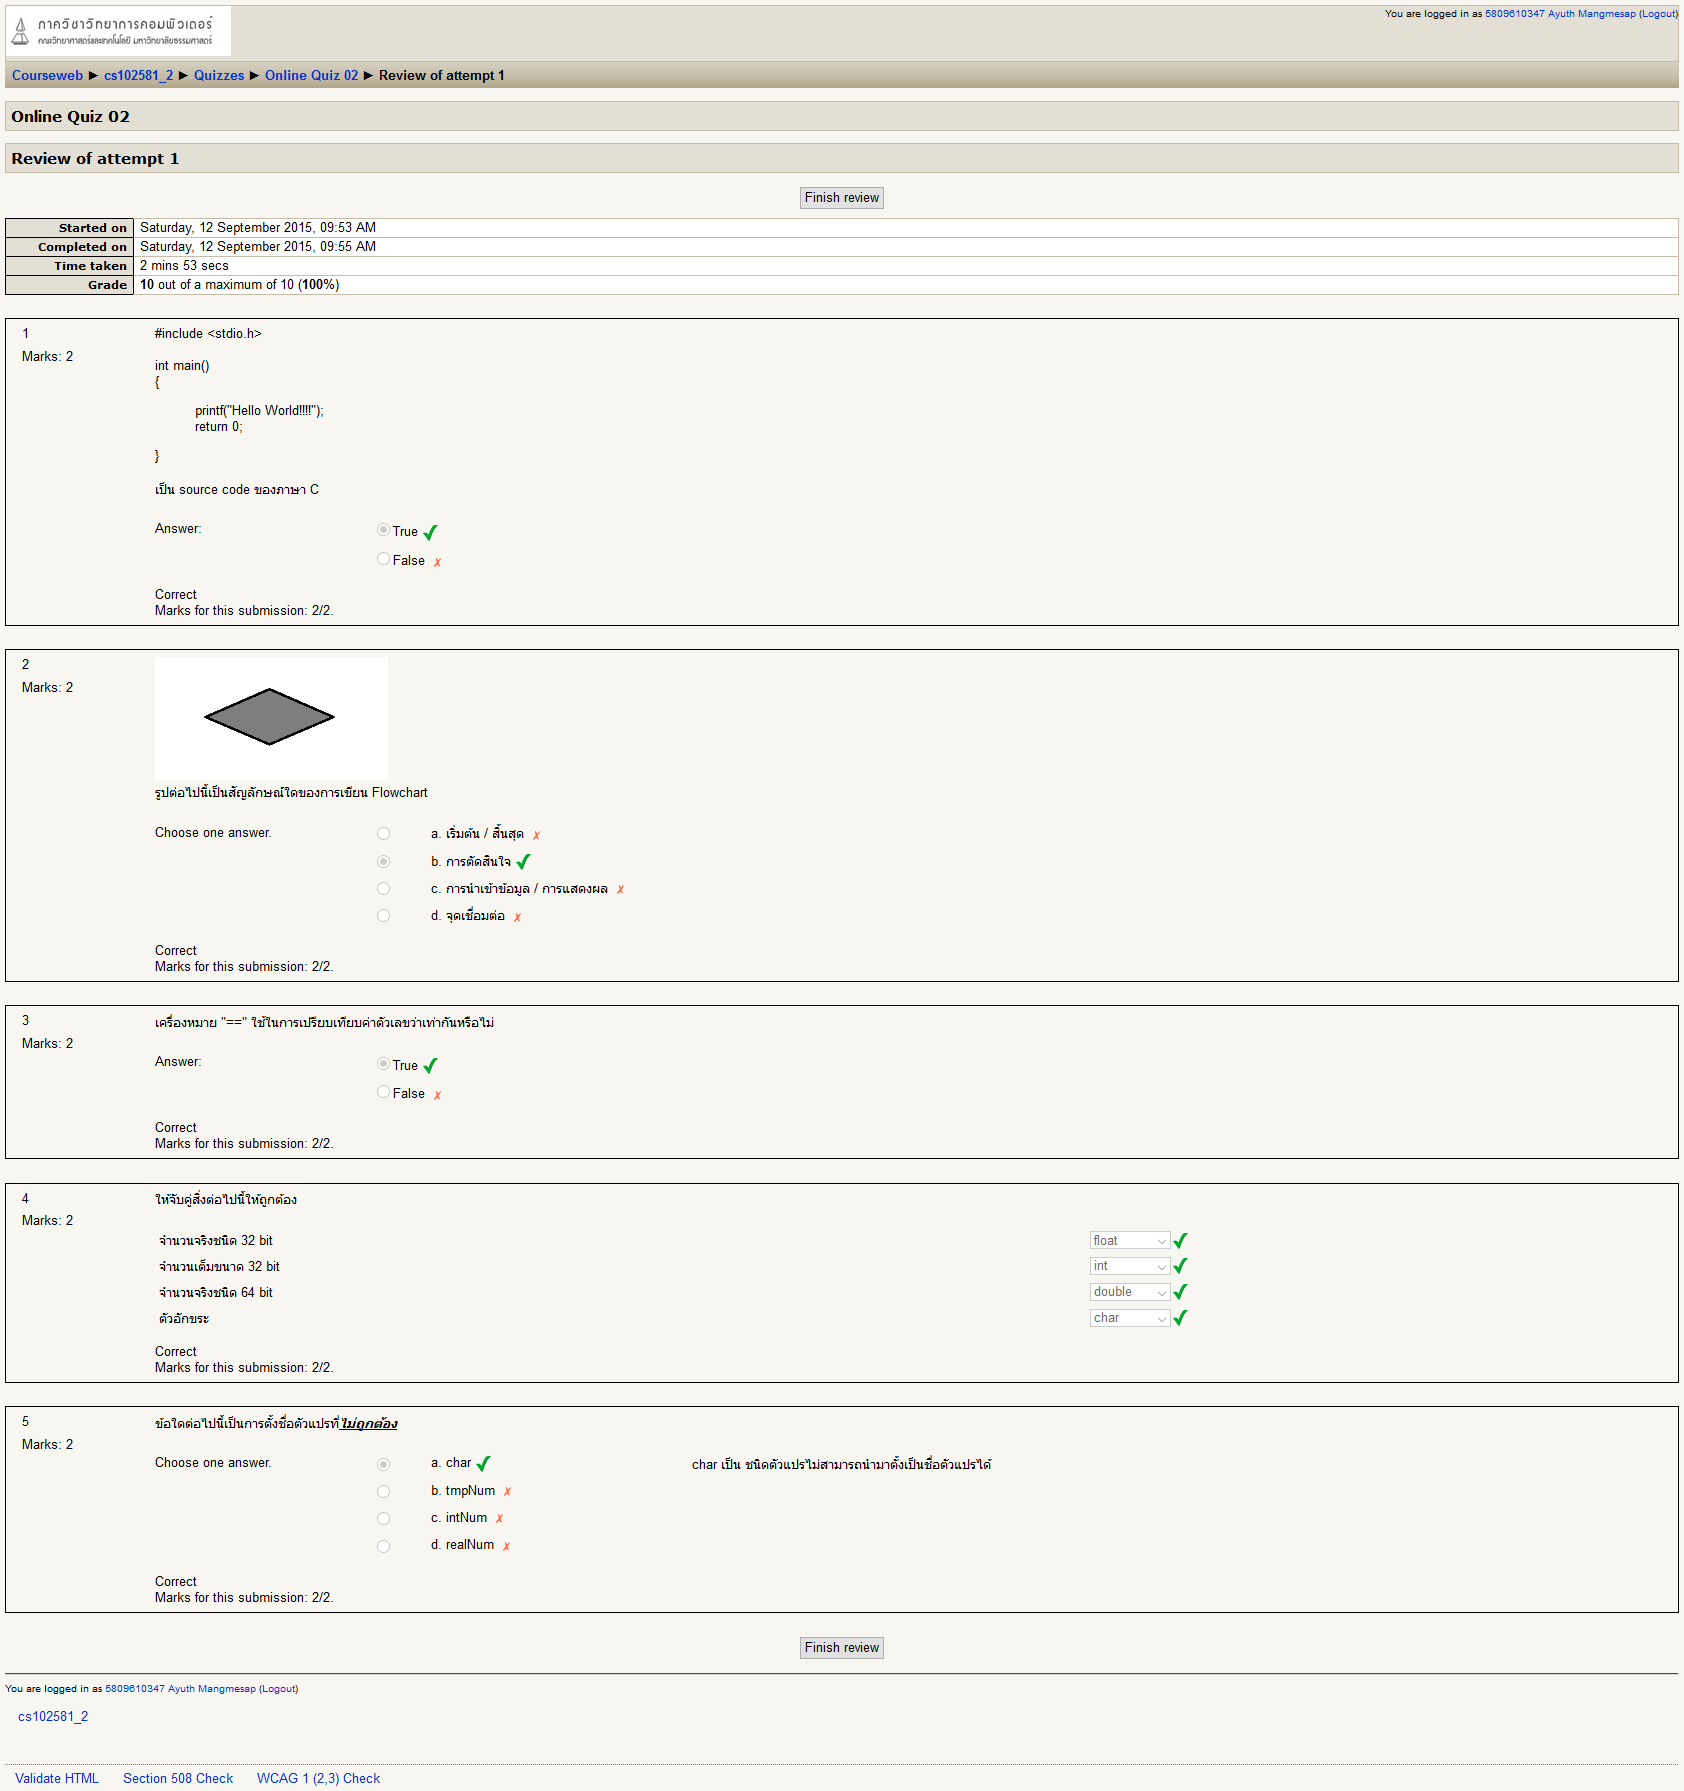 ภาควิชาวิทยาการคอมพิวเตอร์
คณะวิทยาศาสตร์และเทคโนโลยี มหาวิทยาลัยธรรมศาสตร์
You are logged in as 5809610347 Ayuth Mangmesap (Logout)
Courseweb ► cs102581_2 ► Quizzes ► Online Quiz 02 ► Review of attempt 1
Online Quiz 02
Review of attempt 1
Finish review
Started on Saturday, 12 September 2015, 09:53 AM
Completed on Saturday, 12 September 2015, 09:55 AM
Time taken 2 mins 53 secs
Grade 10 out of a maximum of 10 (100%)
1
Marks: 2
#include <stdio.h>
int main()
{
printf("Hello World!!!!");
return 0;
}
เป็น source code ของภาษา C
Answer:
True
False
Correct
Marks for this submission: 2/2.
2
Marks: 2
รูปต่อไปนี้เป็นสัญลักษณ์ใดของการเขียน Flowchart
Choose one answer.
a. เริ่มต้น / สิ้นสุด
b. การตัดสินใจ
c. การนำเข้าข้อมูล / การแสดงผล
d. จุดเชื่อมต่อ
Correct
Marks for this submission: 2/2.
3
Marks: 2
เครื่องหมาย "==" ใช้ในการเปรียบเทียบค่าตัวเลขว่าเท่ากันหรือไม่
Answer:
True
False
Correct
Marks for this submission: 2/2.
4
Marks: 2
ให้จับคู่สิ่งต่อไปนี้ให้ถูกต้อง
จำนวนจริงชนิด 32 bit float
จำนวนเต็มขนาด 32 bit int
จำนวนจริงชนิด 64 bit double
ตัวอักขระ char
Correct
Marks for this submission: 2/2.
5
Marks: 2
ข้อใดต่อไปนี้เป็นการตั้งชื่อตัวแปรที่ไม่ถูกต้อง
Choose one answer.
a. char char เป็น ชนิดตัวแปรไม่สามารถนำมาตั้งเป็นชื่อตัวแปรได้
b. tmpNum
c. intNum
d. realNum
Correct
Marks for this submission: 2/2.
Finish review
You are logged in as 5809610347 Ayuth Mangmesap (Logout)
cs102581_2
Validate HTML Section 508 Check WCAG 1 (2,3) Check